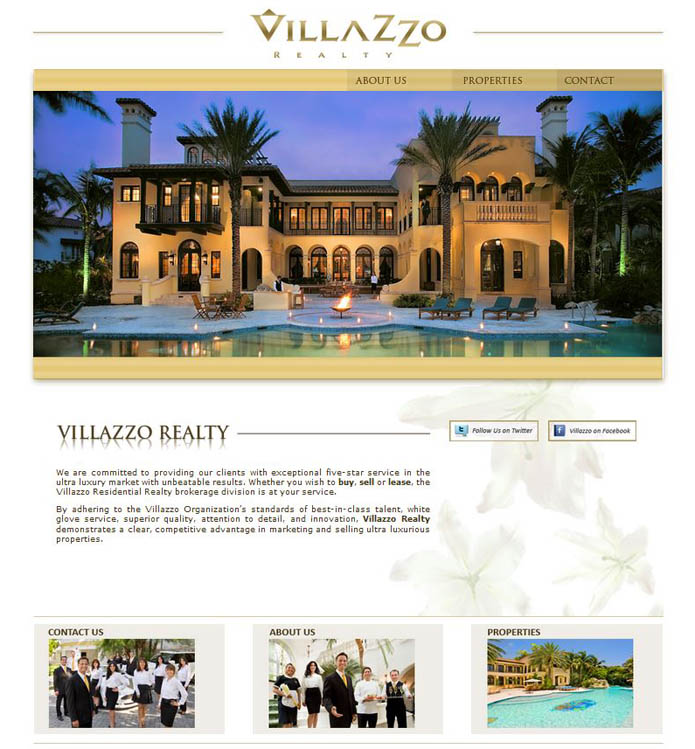 VILLAZZO
REALTY
ABOUT US PROPERTIES CONTACT
VILLAZZO REALTY
Follow Us on Twitter Villazzo on Facebook
We are committed to providing our clients with exceptional five-star service in the
ultra luxury market with unbeatable results. Whether you wish to buy, sell or lease, the
Villazzo Residential Realty brokerage division is at your service.
By adhering to the Villazzo Organization's standards of best-in-class talent, white
glove service, superior quality, attention to detail, and innovation, Villazzo Realty
demonstrates a clear, competitive advantage in marketing and selling ultra luxurious
properties.
CONTACT US ABOUT US PROPERTIES